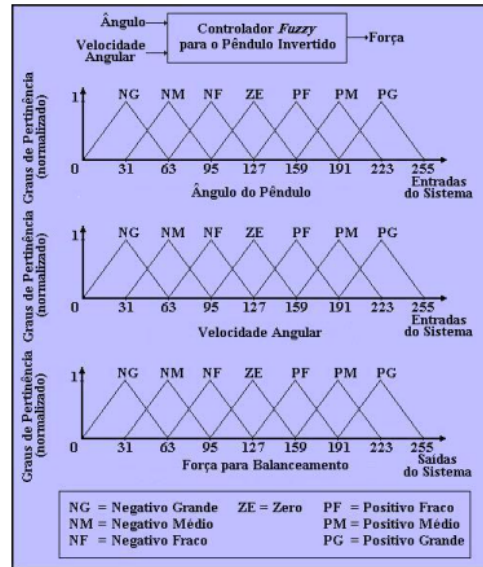 Ângulo
Velocidade
Angular
Controlador Fuzzy
para o Pêndulo Invertido
Força
Graus de Pertinência
(normalizado)
1
NG NM NF ZE PF PM PG
0 31 63 95 127 159 191 223 255
Ângulo do Pêndulo
Entradas
do Sistema
Graus de Pertinência
(normalizado)
1
NG NM NF ZE PF PM PG
0 31 63 95 127 159 191 223 255
Velocidade Angular
Entradas
do Sistema
Graus de Pertinência
(normalizado)
1
NG NM NF ZE PF PM PG
0 31 63 95 127 159 191 223 255
Força para Balanceamento
Saídas
do Sistema
NG = Negativo Grande ZE = Zero PF = Positivo Fraco
NM = Negativo Médio PM = Positivo Médio
NF = Negativo Fraco PG = Positivo Grande